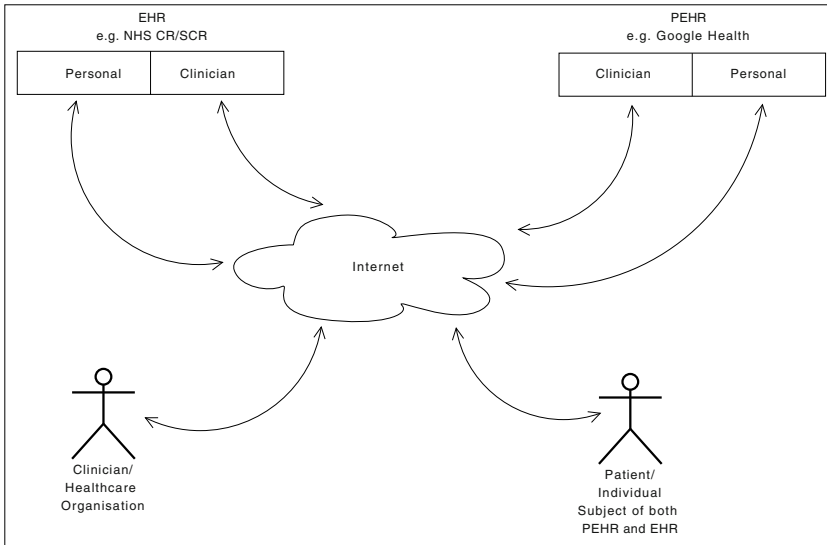 EHR
e.g. NHS CR/SCR
Personal
Clinician
PEHR
e.g. Google Health
Clinician
Personal
Internet
Clinician/
Healthcare
Organisation
Patient/
Individual
Subject of both
PEHR and EHR